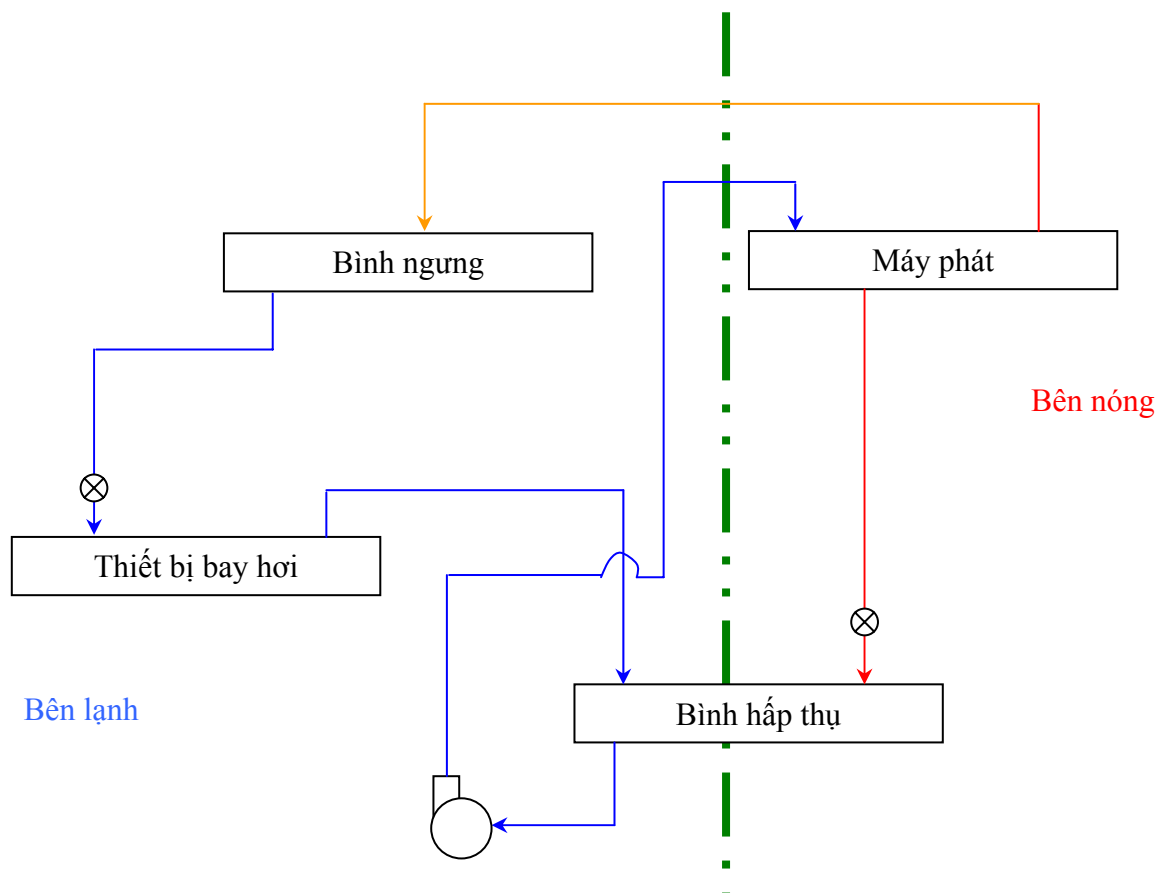 Bình ngưng
Máy phát
Bên nóng
Thiết bị bay hơi
Bên lạnh
Bình hấp thụ